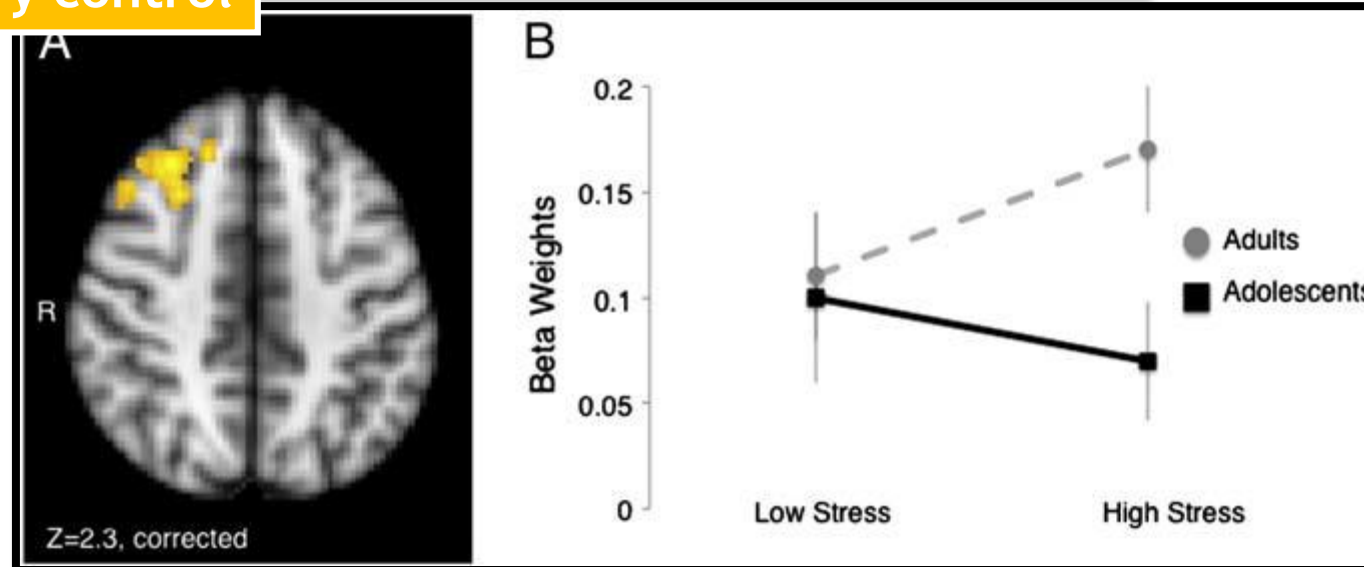 y Control
A
B
0.2
0.15
0.1
0.05
0
Beta Weights
Adults
Adolescents
R
Low Stress
High Stress
Z=2.3, corrected